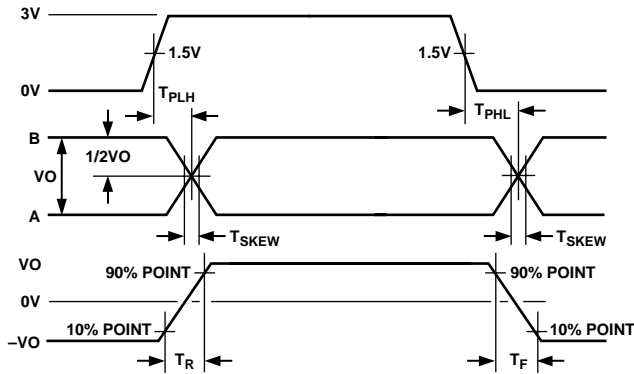 3V
1.5V
1.5V
0V
TPLH
TPHL
B
1/2VO
VO
A
TSKEW
TSKEW
VO
90% POINT
90% POINT
0V
10% POINT
10% POINT
–VO
TR
TF